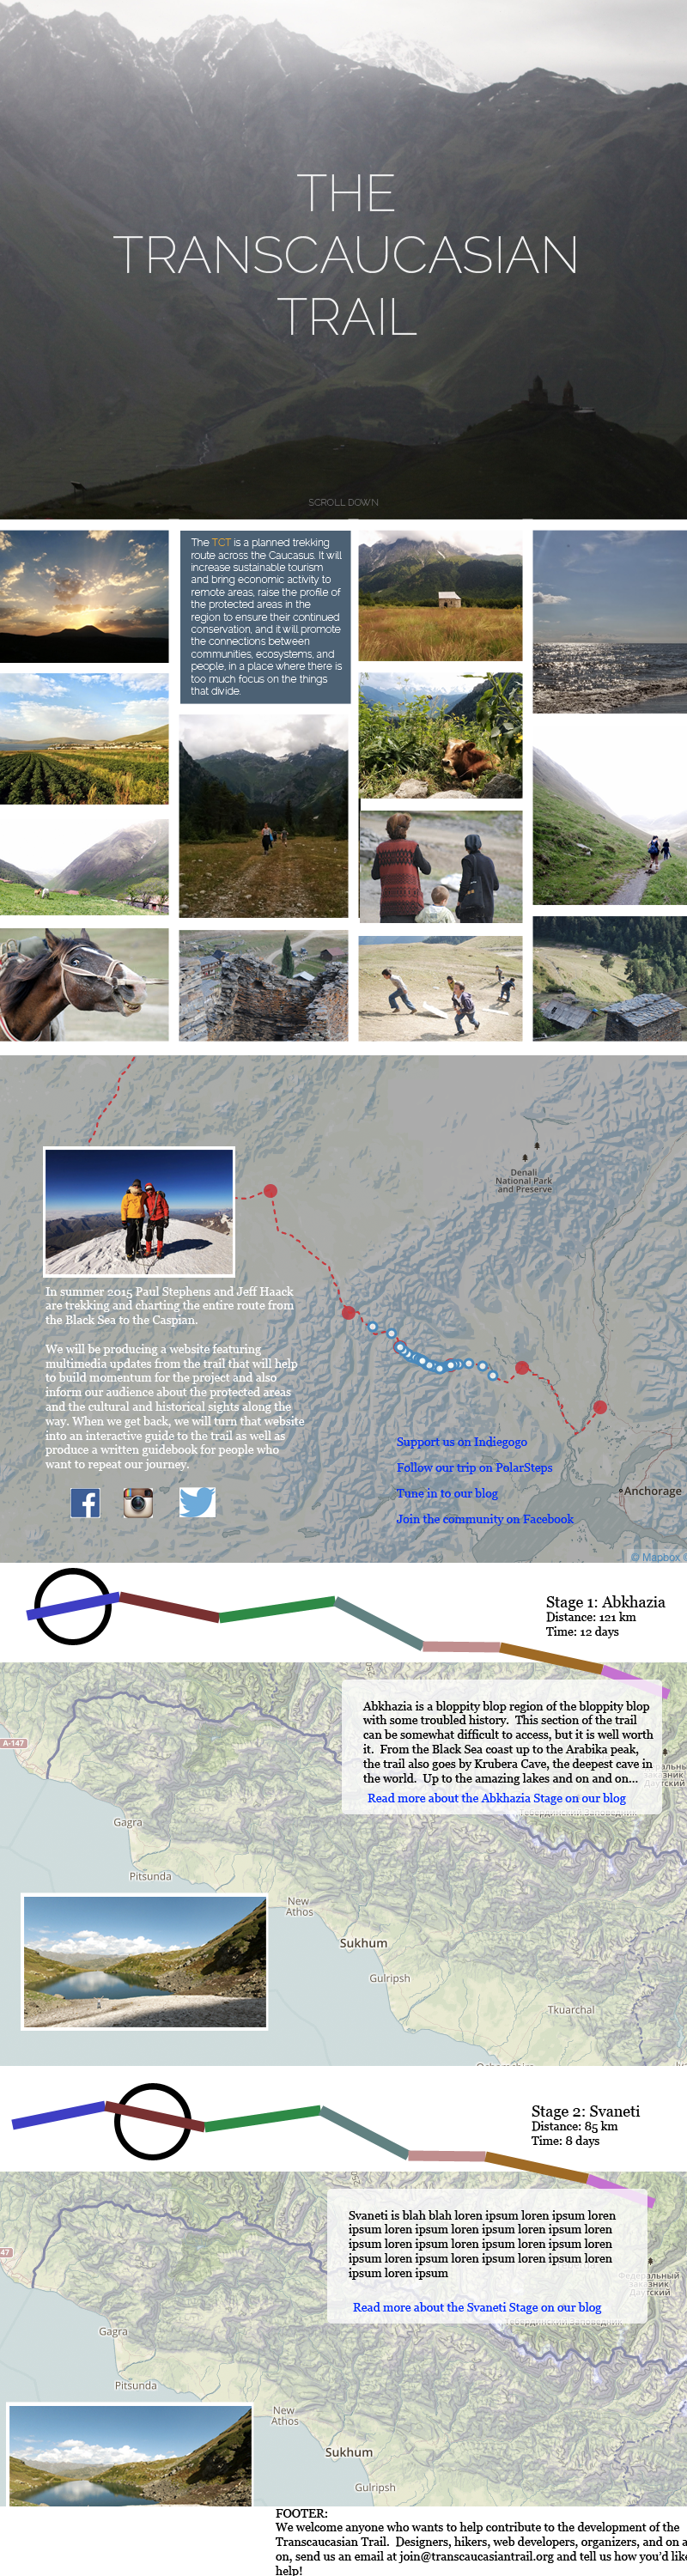 THE
TRANSCAUCASIAN
TRAIL
SCROLL DOWN
The TCT is a planned trekking
route across the Caucasus. It will
increase sustainable tourism
and bring economic activity to
remote areas, raise the profile of
the protected areas in the
region to ensure their continued
conservation, and it will promote
the connections between
communities, ecosystems, and
people, in a place where there is
too much focus on the things
that divide.
Denali
National Park
and Preserve
In summer 2015 Paul Stephens and Jeff Haack
are trekking and charting the entire route from
the Black Sea to the Caspian.
We will be producing a website featuring
multimedia updates from the trail that will help
to build momentum for the project and also
inform our audience about the protected areas
and the cultural and historical sights along the
way. When we get back, we will turn that website
into an interactive guide to the trail as well as
produce a written guidebook for people who
want to repeat our journey.
Support us on Indiegogo
Follow our trip on PolarSteps
Tune in to our blog
Join the community on Facebook
Anchorage
© Mapbox
Stage 1: Abkhazia
Distance: 121 km
Time: 12 days
Abkhazia is a bloppity blop region of the bloppity blop
with some troubled history. This section of the trail
can be somewhat difficult to access, but it is well worth
it. From the Black Sea coast up to the Arabika peak,
the trail also goes by Krubera Cave, the deepest cave in
the world. Up to the amazing lakes and on and on...
Read more about the Abkhazia Stage on our blog
A-147
Gagra
Pitsunda
New
Athos
Sukhum
Gulripsh
Tkuarchal
Stage 2: Svaneti
Distance: 85 km
Time: 8 days
Svaneti is blah blah loren ipsum loren ipsum loren
ipsum loren ipsum loren ipsum loren ipsum loren
ipsum loren ipsum loren ipsum loren ipsum loren
ipsum loren ipsum loren ipsum loren ipsum loren
ipsum loren ipsum
Read more about the Svaneti Stage on our blog
47
Gagra
Pitsunda
New
Athos
Sukhum
Gulripsh
FOOTER:
We welcome anyone who wants to help contribute to the development of the
Transcaucasian Trail. Designers, hikers, web developers, organizers, and on a
on, send us an email at join@transcaucasiantrail.org and tell us how you'd like
help!